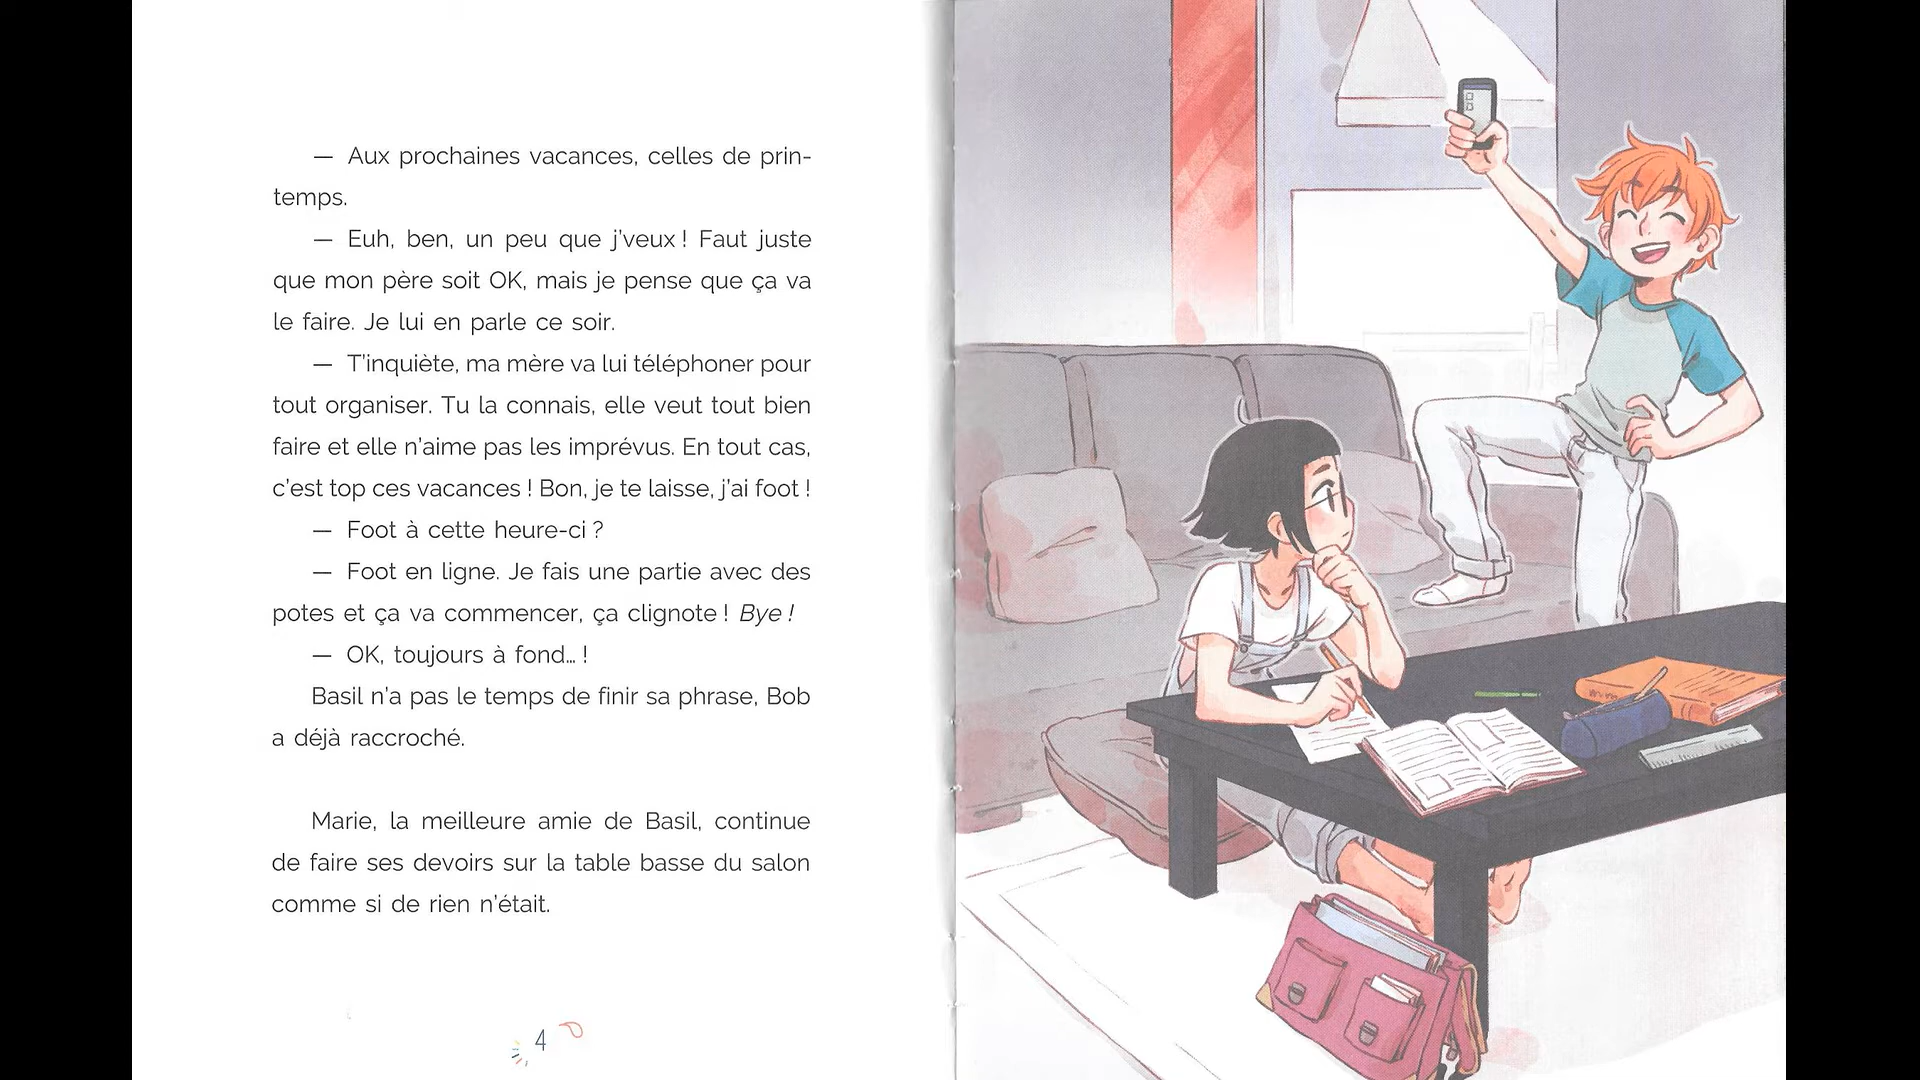 — Aux prochaines vacances, celles de prin-
temps.
— Euh, ben, un peu que j'veux ! Faut juste
que mon père soit OK, mais je pense que ça va
le faire. Je lui en parle ce soir.
— T'inquiète, ma mère va lui téléphoner pour
tout organiser. Tu la connais, elle veut tout bien
faire et elle n'aime pas les imprévus. En tout cas,
c'est top ces vacances ! Bon, je te laisse, j'ai foot !
— Foot à cette heure-ci ?
— Foot en ligne. Je fais une partie avec des
potes et ça va commencer, ça clignote ! Bye !
— OK, toujours à fond… !
Basil n'a pas le temps de finir sa phrase, Bob
a déjà raccroché.
Marie, la meilleure amie de Basil, continue
de faire ses devoirs sur la table basse du salon
comme si de rien n'était.
4